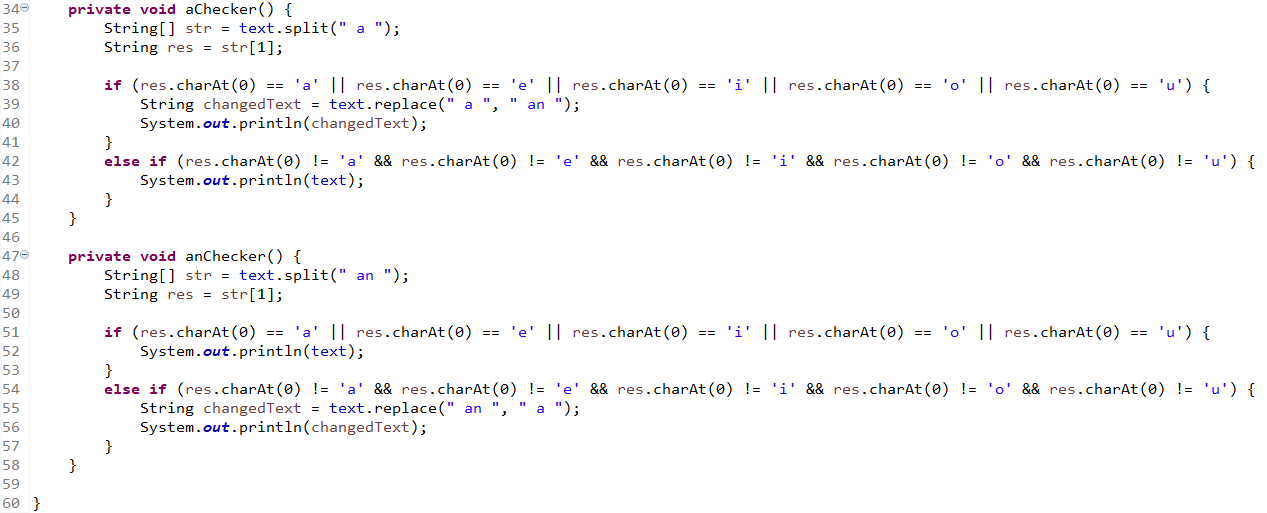 34 private void aChecker() {
35 String[] str = text.split(" a ");
36 String res = str[1];
37
38 if (res.charAt(0) == 'a' || res.charAt(0) == 'e' || res.charAt(0) == 'i' || res.charAt(0) == 'o' || res.charAt(0) == 'u') {
39 String changedText = text.replace(" a ", " an ");
40 System.out.println(changedText);
41 }
42 else if (res.charAt(0) != 'a' && res.charAt(0) != 'e' && res.charAt(0) != 'i' && res.charAt(0) != 'o' && res.charAt(0) != 'u') {
43 System.out.println(text);
44 }
45 }
46
47 private void anChecker() {
48 String[] str = text.split(" an ");
49 String res = str[1];
50
51 if (res.charAt(0) == 'a' || res.charAt(0) == 'e' || res.charAt(0) == 'i' || res.charAt(0) == 'o' || res.charAt(0) == 'u') {
52 System.out.println(text);
53 }
54 else if (res.charAt(0) != 'a' && res.charAt(0) != 'e' && res.charAt(0) != 'i' && res.charAt(0) != 'o' && res.charAt(0) != 'u') {
55 String changedText = text.replace(" an ", " a ");
56 System.out.println(changedText);
57 }
58 }
59
60 }